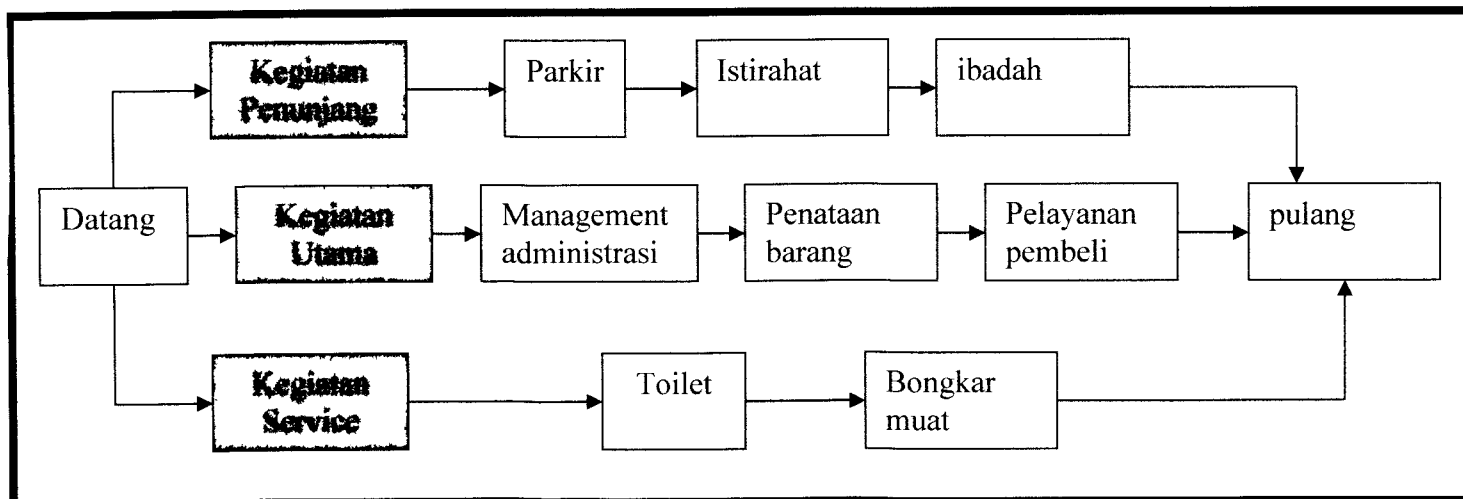 Kegiatan
Penunjang
Parkir
Istirahat
ibadah
Datang
Kegiatan
Utama
Management
administrasi
Penataan
barang
Pelayanan
pembeli
pulang
Kegiatan
Service
Toilet
Bongkar
muat